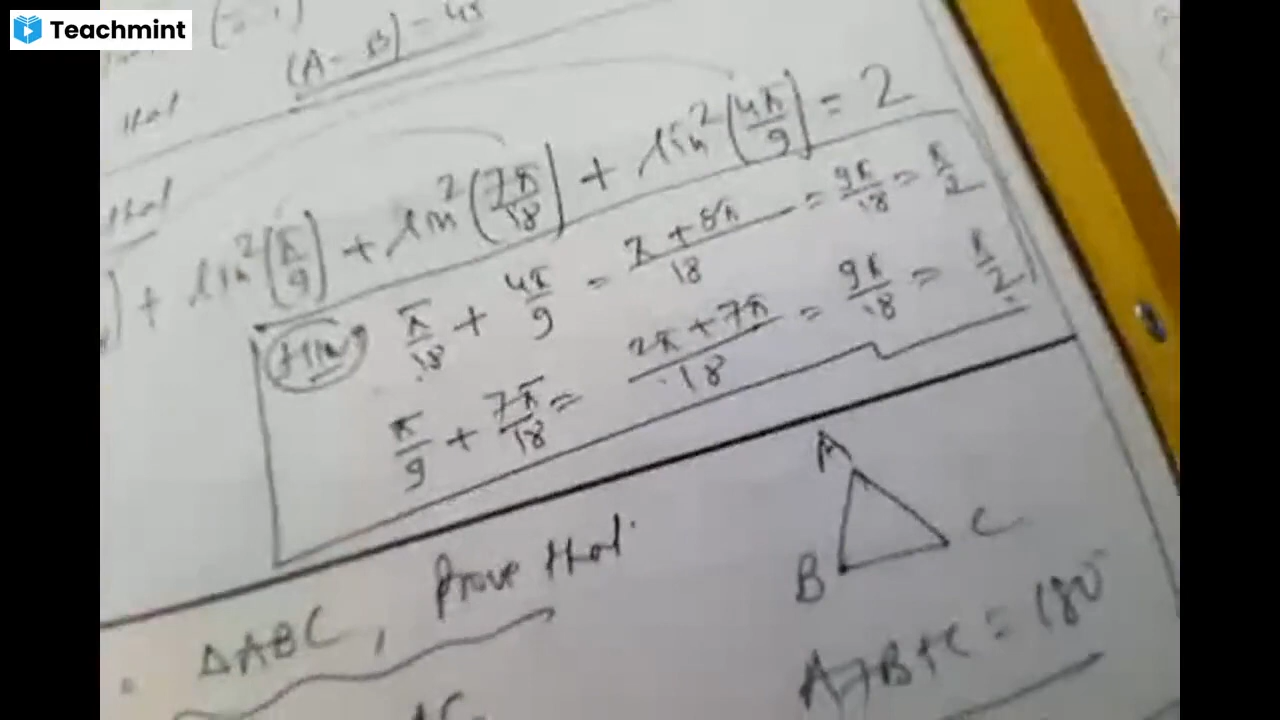 Teachmint
(A - B) = 45
that
that
) + sin²(π/9) + sin²(7π/18) + sin²(4π/9) = 2
Hint π/18 + 4π/9 = π + 8π/18 = 9π/18 = π/2
π/9 + 7π/18 = 2π + 7π/18 = 9π/18 = π/2
ΔABC, Prove that
A
B C
A+B+C = 180°